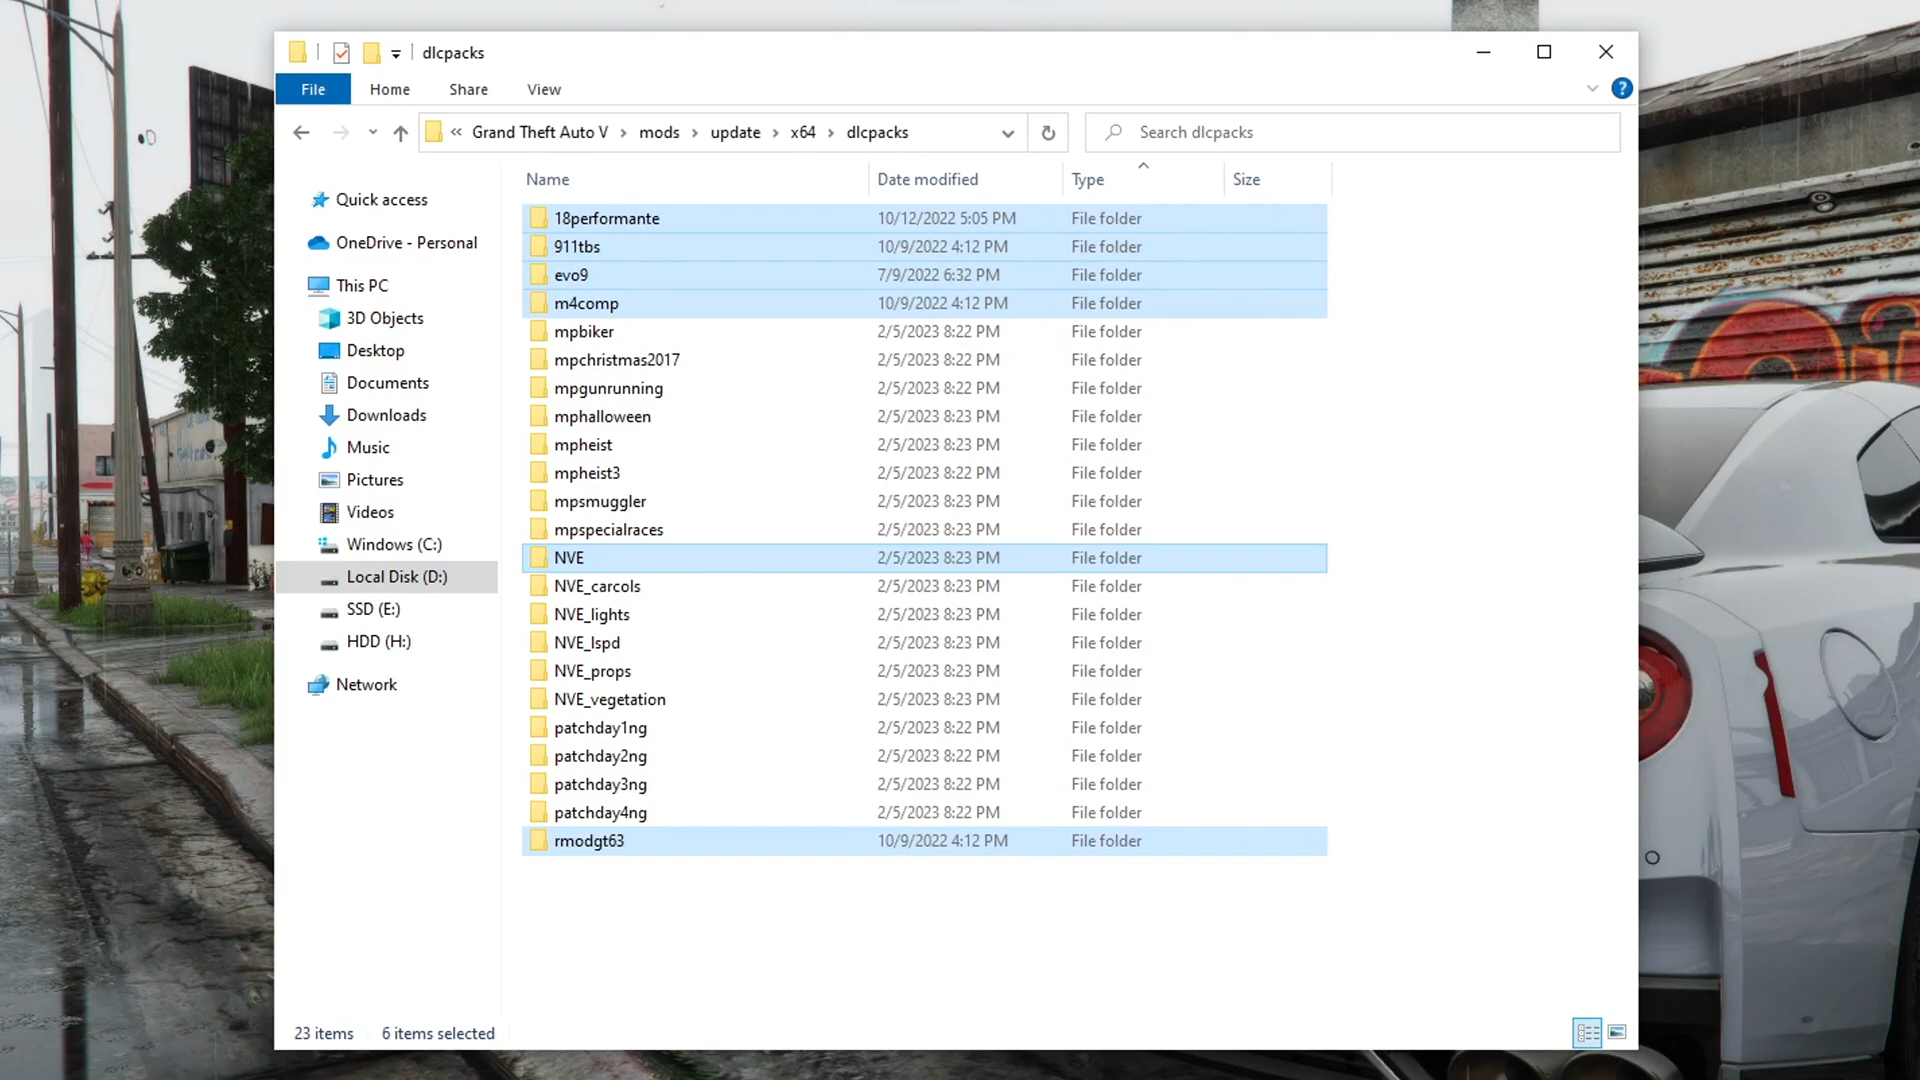 dlcpacks
File Home Share View
« Grand Theft Auto V > mods > update > x64 > dlcpacks
Search dlcpacks
Name Date modified Type Size
Quick access
OneDrive - Personal
This PC
3D Objects
Desktop
Documents
Downloads
Music
Pictures
Videos
Windows (C:)
Local Disk (D:)
SSD (E:)
HDD (H:)
Network
18performante 10/12/2022 5:05 PM File folder
911tbs 10/9/2022 4:12 PM File folder
evo9 7/9/2022 6:32 PM File folder
m4comp 10/9/2022 4:12 PM File folder
mpbiker 2/5/2023 8:22 PM File folder
mpchristmas2017 2/5/2023 8:22 PM File folder
mpgunrunning 2/5/2023 8:22 PM File folder
mphalloween 2/5/2023 8:23 PM File folder
mpheist 2/5/2023 8:23 PM File folder
mpheist3 2/5/2023 8:22 PM File folder
mpsmuggler 2/5/2023 8:23 PM File folder
mpspecialraces 2/5/2023 8:23 PM File folder
NVE 2/5/2023 8:23 PM File folder
NVE_carcols 2/5/2023 8:23 PM File folder
NVE_lights 2/5/2023 8:23 PM File folder
NVE_lspd 2/5/2023 8:23 PM File folder
NVE_props 2/5/2023 8:23 PM File folder
NVE_vegetation 2/5/2023 8:23 PM File folder
patchday1ng 2/5/2023 8:22 PM File folder
patchday2ng 2/5/2023 8:22 PM File folder
patchday3ng 2/5/2023 8:22 PM File folder
patchday4ng 2/5/2023 8:22 PM File folder
rmodgt63 10/9/2022 4:12 PM File folder
23 items 6 items selected